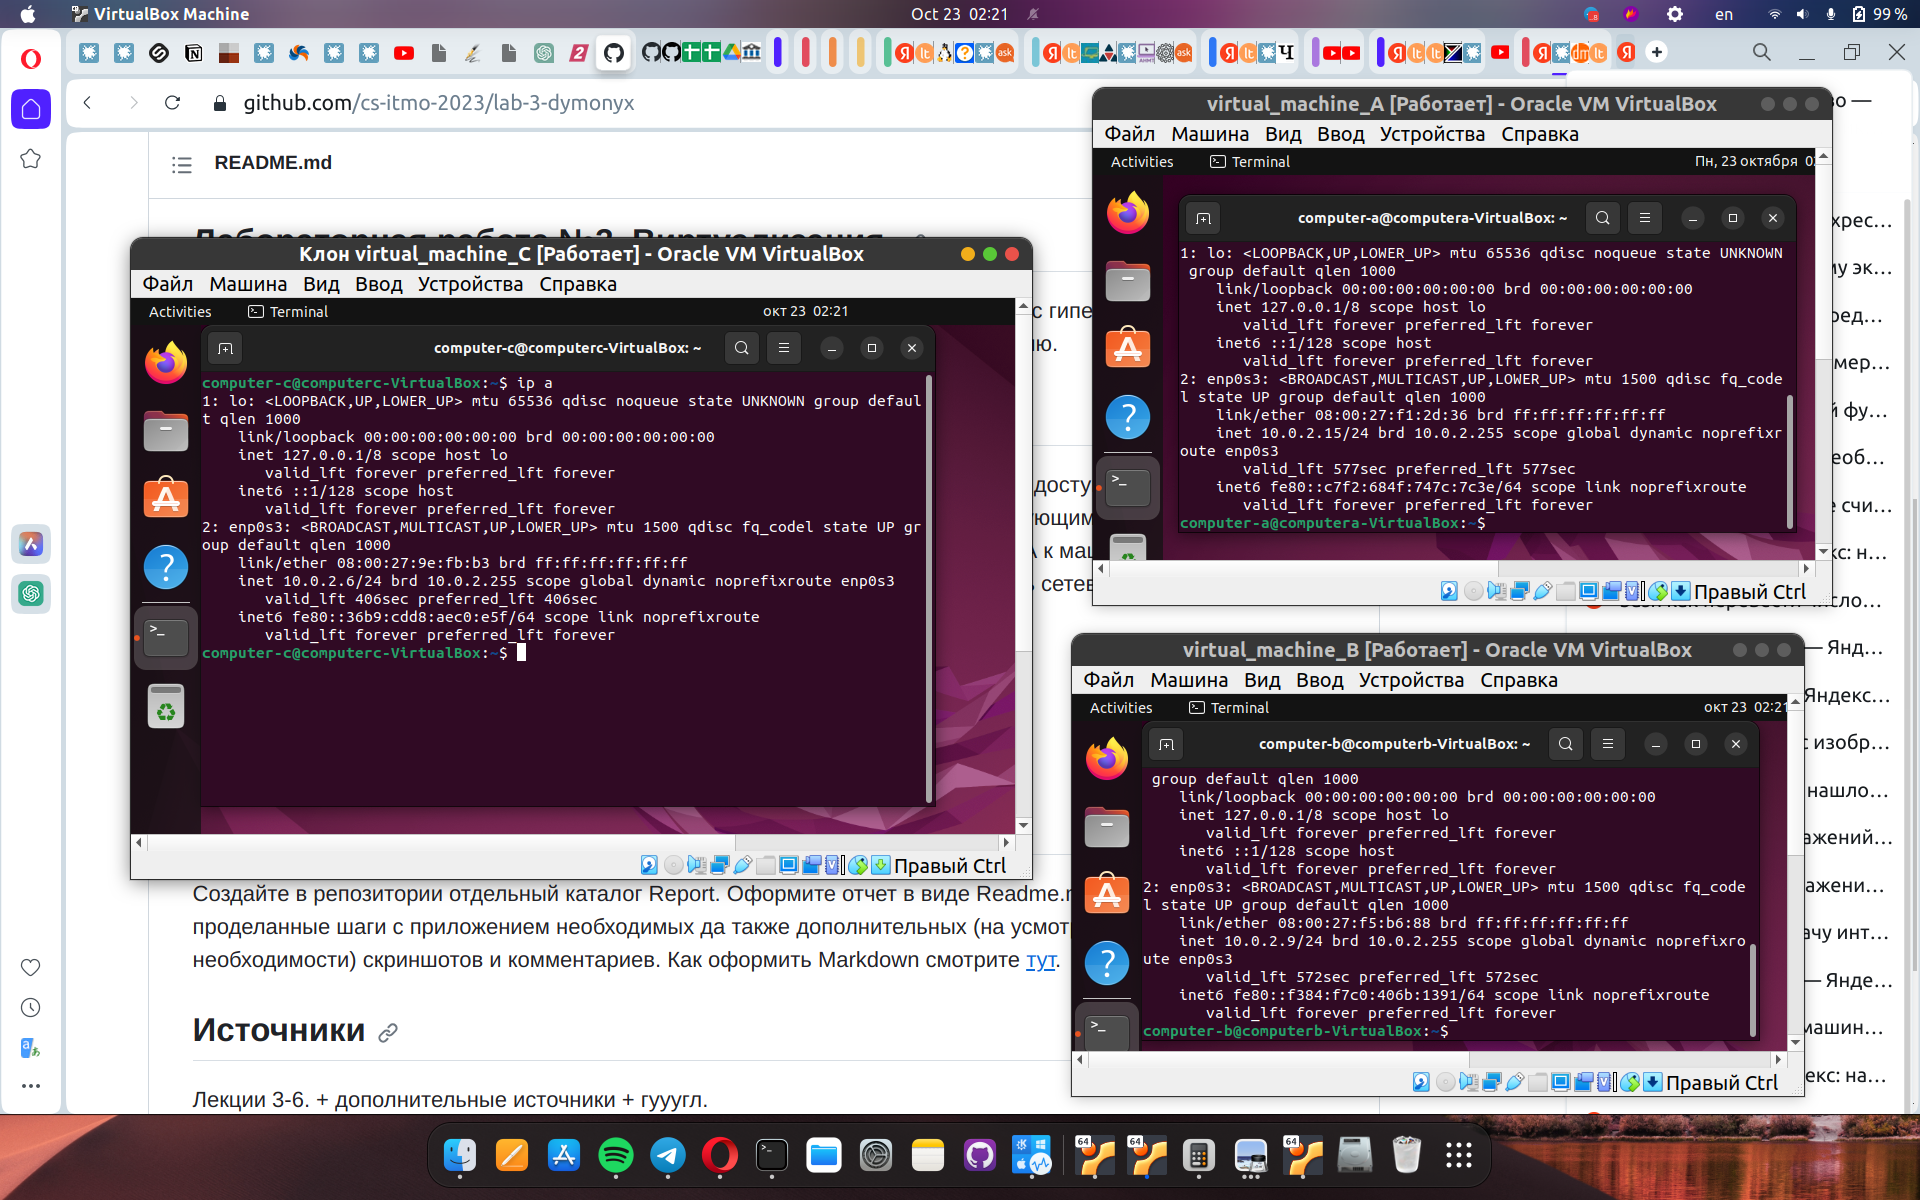 VirtualBox Machine
Oct 23 02:21
en
99 %
github.com/cs-itmo-2023/lab-3-dymonyx
README.md
Лабораторная работа №3. Виртуализация
с гипе
ю.
досту
ующим
А к маш
ь сетев
Клон virtual_machine_C [Работает] - Oracle VM VirtualBox
Файл Машина Вид Ввод Устройства Справка
Activities Terminal окт 23 02:21
computer-c@computerc-VirtualBox: ~
computer-c@computerc-VirtualBox:~$ ip a
1: lo: <LOOPBACK,UP,LOWER_UP> mtu 65536 qdisc noqueue state UNKNOWN group defaul
t qlen 1000
link/loopback 00:00:00:00:00:00 brd 00:00:00:00:00:00
inet 127.0.0.1/8 scope host lo
valid_lft forever preferred_lft forever
inet6 ::1/128 scope host
valid_lft forever preferred_lft forever
2: enp0s3: <BROADCAST,MULTICAST,UP,LOWER_UP> mtu 1500 qdisc fq_codel state UP gr
oup default qlen 1000
link/ether 08:00:27:9e:fb:b3 brd ff:ff:ff:ff:ff:ff
inet 10.0.2.6/24 brd 10.0.2.255 scope global dynamic noprefixroute enp0s3
valid_lft 406sec preferred_lft 406sec
inet6 fe80::36b9:cdd8:aec0:e5f/64 scope link noprefixroute
valid_lft forever preferred_lft forever
computer-c@computerc-VirtualBox:~$
Правый Ctrl
virtual_machine_A [Работает] - Oracle VM VirtualBox
Файл Машина Вид Ввод Устройства Справка
Activities Terminal Пн, 23 октября 02
computer-a@computera-VirtualBox: ~
1: lo: <LOOPBACK,UP,LOWER_UP> mtu 65536 qdisc noqueue state UNKNOWN
group default qlen 1000
link/loopback 00:00:00:00:00:00 brd 00:00:00:00:00:00
inet 127.0.0.1/8 scope host lo
valid_lft forever preferred_lft forever
inet6 ::1/128 scope host
valid_lft forever preferred_lft forever
2: enp0s3: <BROADCAST,MULTICAST,UP,LOWER_UP> mtu 1500 qdisc fq_code
l state UP group default qlen 1000
link/ether 08:00:27:f1:2d:36 brd ff:ff:ff:ff:ff:ff
inet 10.0.2.15/24 brd 10.0.2.255 scope global dynamic noprefixr
oute enp0s3
valid_lft 577sec preferred_lft 577sec
inet6 fe80::c7f2:684f:747c:7c3e/64 scope link noprefixroute
valid_lft forever preferred_lft forever
computer-a@computera-VirtualBox:~$
Правый Ctrl
virtual_machine_B [Работает] - Oracle VM VirtualBox
Файл Машина Вид Ввод Устройства Справка
Activities Terminal окт 23 02:21
computer-b@computerb-VirtualBox: ~
group default qlen 1000
link/loopback 00:00:00:00:00:00 brd 00:00:00:00:00:00
inet 127.0.0.1/8 scope host lo
valid_lft forever preferred_lft forever
inet6 ::1/128 scope host
valid_lft forever preferred_lft forever
2: enp0s3: <BROADCAST,MULTICAST,UP,LOWER_UP> mtu 1500 qdisc fq_code
l state UP group default qlen 1000
link/ether 08:00:27:f5:b6:88 brd ff:ff:ff:ff:ff:ff
inet 10.0.2.9/24 brd 10.0.2.255 scope global dynamic noprefixro
ute enp0s3
valid_lft 572sec preferred_lft 572sec
inet6 fe80::f384:f7c0:406b:1391/64 scope link noprefixroute
valid_lft forever preferred_lft forever
computer-b@computerb-VirtualBox:~$
Правый Ctrl
во —
хрес...
му эк...
ред...
мер...
й фу...
еоб...
е счи...
кс: н...
сло...
— Янд...
Яндекс...
с изобр...
нашло...
ажений...
ажени...
ачу инт...
— Янде...
машин...
екс: на...
Создайте в репозитории отдельный каталог Report. Оформите отчет в виде Readme.m
проделанные шаги с приложением необходимых да также дополнительных (на усмотр
необходимости) скриншотов и комментариев. Как оформить Markdown смотрите тут.
Источники
Лекции 3-6. + дополнительные источники + гууугл.
64
64
64